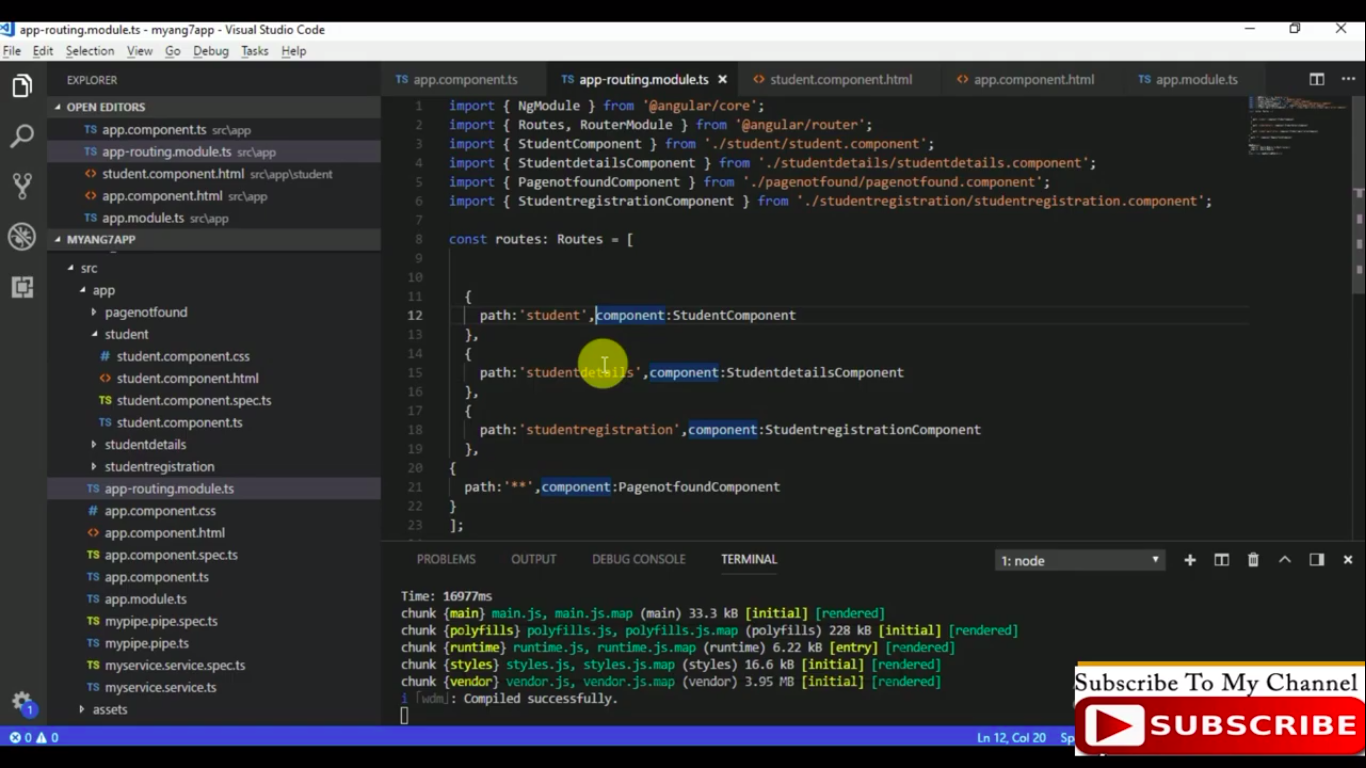 app-routing.module.ts - myang7app - Visual Studio Code
File Edit Selection View Go Debug Tasks Help
EXPLORER
OPEN EDITORS
TS app.component.ts src\app
TS app-routing.module.ts src\app
<> student.component.html src\app\student
<> app.component.html src\app
TS app.module.ts src\app
MYANG7APP
src
app
pagenotfound
student
# student.component.css
<> student.component.html
TS student.component.spec.ts
TS student.component.ts
studentdetails
studentregistration
TS app-routing.module.ts
# app.component.css
<> app.component.html
TS app.component.spec.ts
TS app.component.ts
TS app.module.ts
TS mypipe.pipe.spec.ts
TS mypipe.pipe.ts
TS myservice.service.spec.ts
TS myservice.service.ts
assets
1
TS app.component.ts TS app-routing.module.ts × <> student.component.html <> app.component.html TS app.module.ts
1 import { NgModule } from '@angular/core';
2 import { Routes, RouterModule } from '@angular/router';
3 import { StudentComponent } from './student/student.component';
4 import { StudentdetailsComponent } from './studentdetails/studentdetails.component';
5 import { PagenotfoundComponent } from './pagenotfound/pagenotfound.component';
6 import { StudentregistrationComponent } from './studentregistration/studentregistration.component';
7
8 const routes: Routes = [
9
10
11 {
12 path:'student',component:StudentComponent
13 },
14 {
15 path:'studentdetails',component:StudentdetailsComponent
16 },
17 {
18 path:'studentregistration',component:StudentregistrationComponent
19 },
20 {
21 path:'**',component:PagenotfoundComponent
22 }
23 ];
PROBLEMS OUTPUT DEBUG CONSOLE TERMINAL 1: node
Time: 16977ms
chunk {main} main.js, main.js.map (main) 33.3 kB [initial] [rendered]
chunk {polyfills} polyfills.js, polyfills.js.map (polyfills) 228 kB [initial] [rendered]
chunk {runtime} runtime.js, runtime.js.map (runtime) 6.22 kB [entry] [rendered]
chunk {styles} styles.js, styles.js.map (styles) 16.6 kB [initial] [rendered]
chunk {vendor} vendor.js, vendor.js.map (vendor) 3.95 MB [initial] [rendered]
i ｢wdm｣: Compiled successfully.
0 0 Ln 12, Col 20
Subscribe To My Channel
SUBSCRIBE